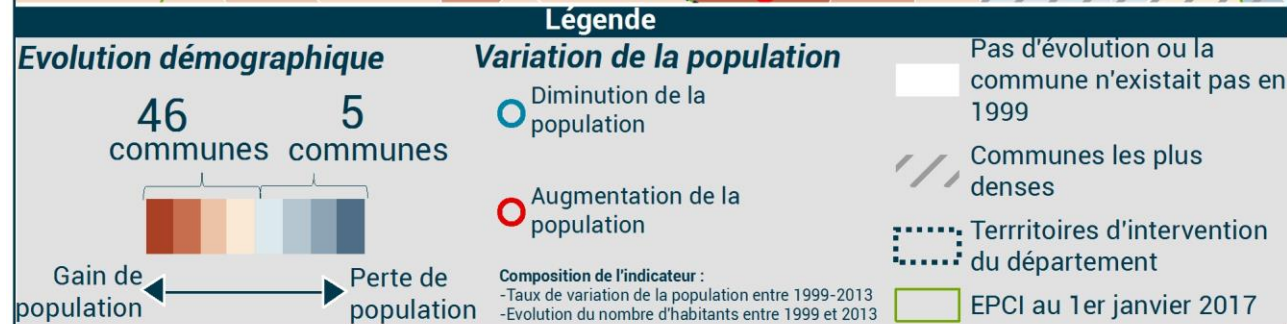 Légende
Evolution démographique
46
communes
5
communes
Gain de
population
Perte de
population
Variation de la population
Diminution de la
population
Augmentation de la
population
Composition de l'indicateur :
-Taux de variation de la population entre 1999-2013
-Evolution du nombre d'habitants entre 1999 et 2013
Pas d'évolution ou la
commune n'existait pas en
1999
Communes les plus
denses
Terrritoires d'intervention
du département
EPCI au 1er janvier 2017